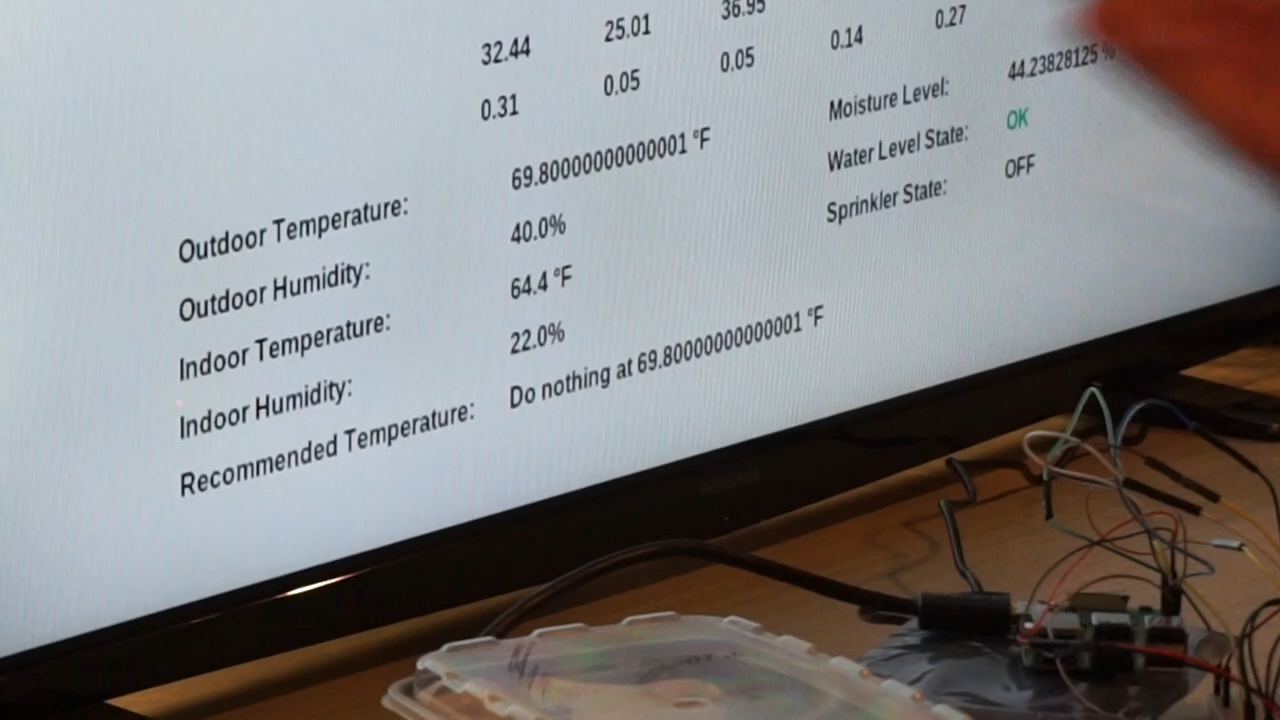 32.44 25.01 36.95
0.31 0.05 0.05 0.14 0.27
Outdoor Temperature: 69.80000000000001 °F
Outdoor Humidity: 40.0%
Indoor Temperature: 64.4 °F
Indoor Humidity: 22.0%
Recommended Temperature: Do nothing at 69.80000000000001 °F
Moisture Level: 44.23828125 %
Water Level State: OK
Sprinkler State: OFF